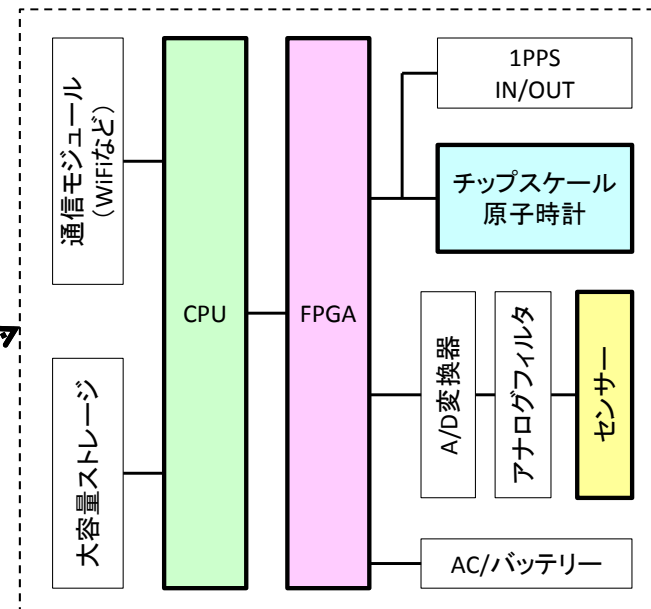 通信モジュール
(WiFiなど)
大容量ストレージ
CPU
FPGA
1PPS
IN/OUT
チップスケール
原子時計
A/D変換器
アナログフィルタ
センサー
AC/バッテリー